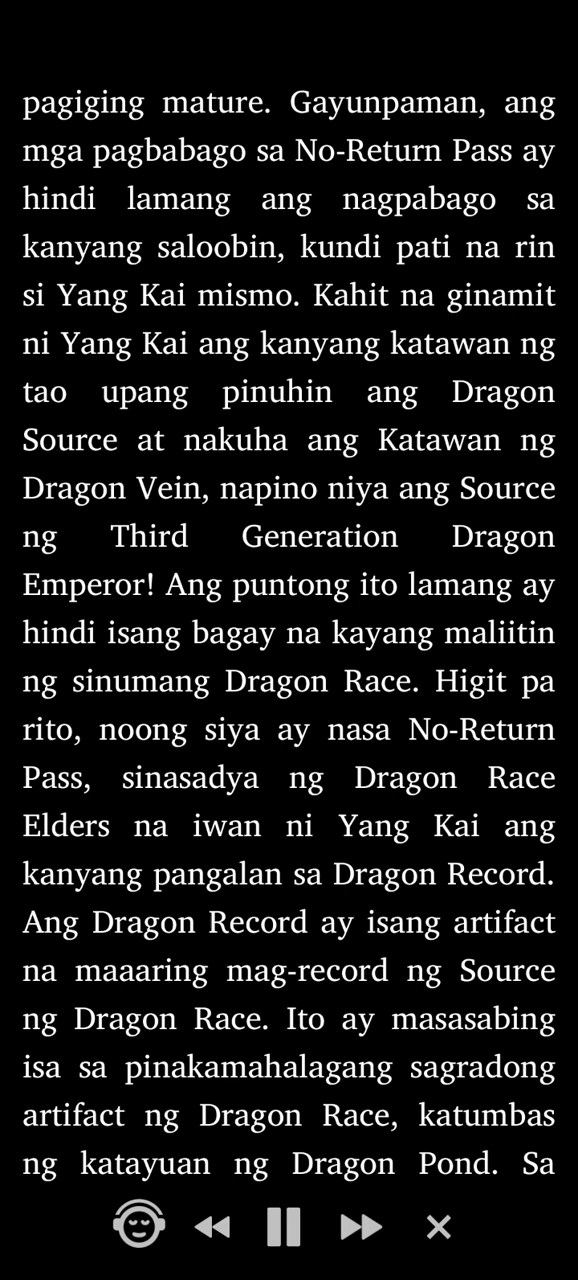 pagiging mature. Gayunpaman, ang
mga pagbabago sa No-Return Pass ay
hindi lamang ang nagpabago sa
kanyang saloobin, kundi pati na rin
si Yang Kai mismo. Kahit na ginamit
ni Yang Kai ang kanyang katawan ng
tao upang pinuhin ang Dragon
Source at nakuha ang Katawan ng
Dragon Vein, napino niya ang Source
ng Third Generation Dragon
Emperor! Ang puntong ito lamang ay
hindi isang bagay na kayang maliitin
ng sinumang Dragon Race. Higit pa
rito, noong siya ay nasa No-Return
Pass, sinasadya ng Dragon Race
Elders na iwan ni Yang Kai ang
kanyang pangalan sa Dragon Record.
Ang Dragon Record ay isang artifact
na maaaring mag-record ng Source
ng Dragon Race. Ito ay masasabing
isa sa pinakamahalagang sagradong
artifact ng Dragon Race, katumbas
ng katayuan ng Dragon Pond. Sa